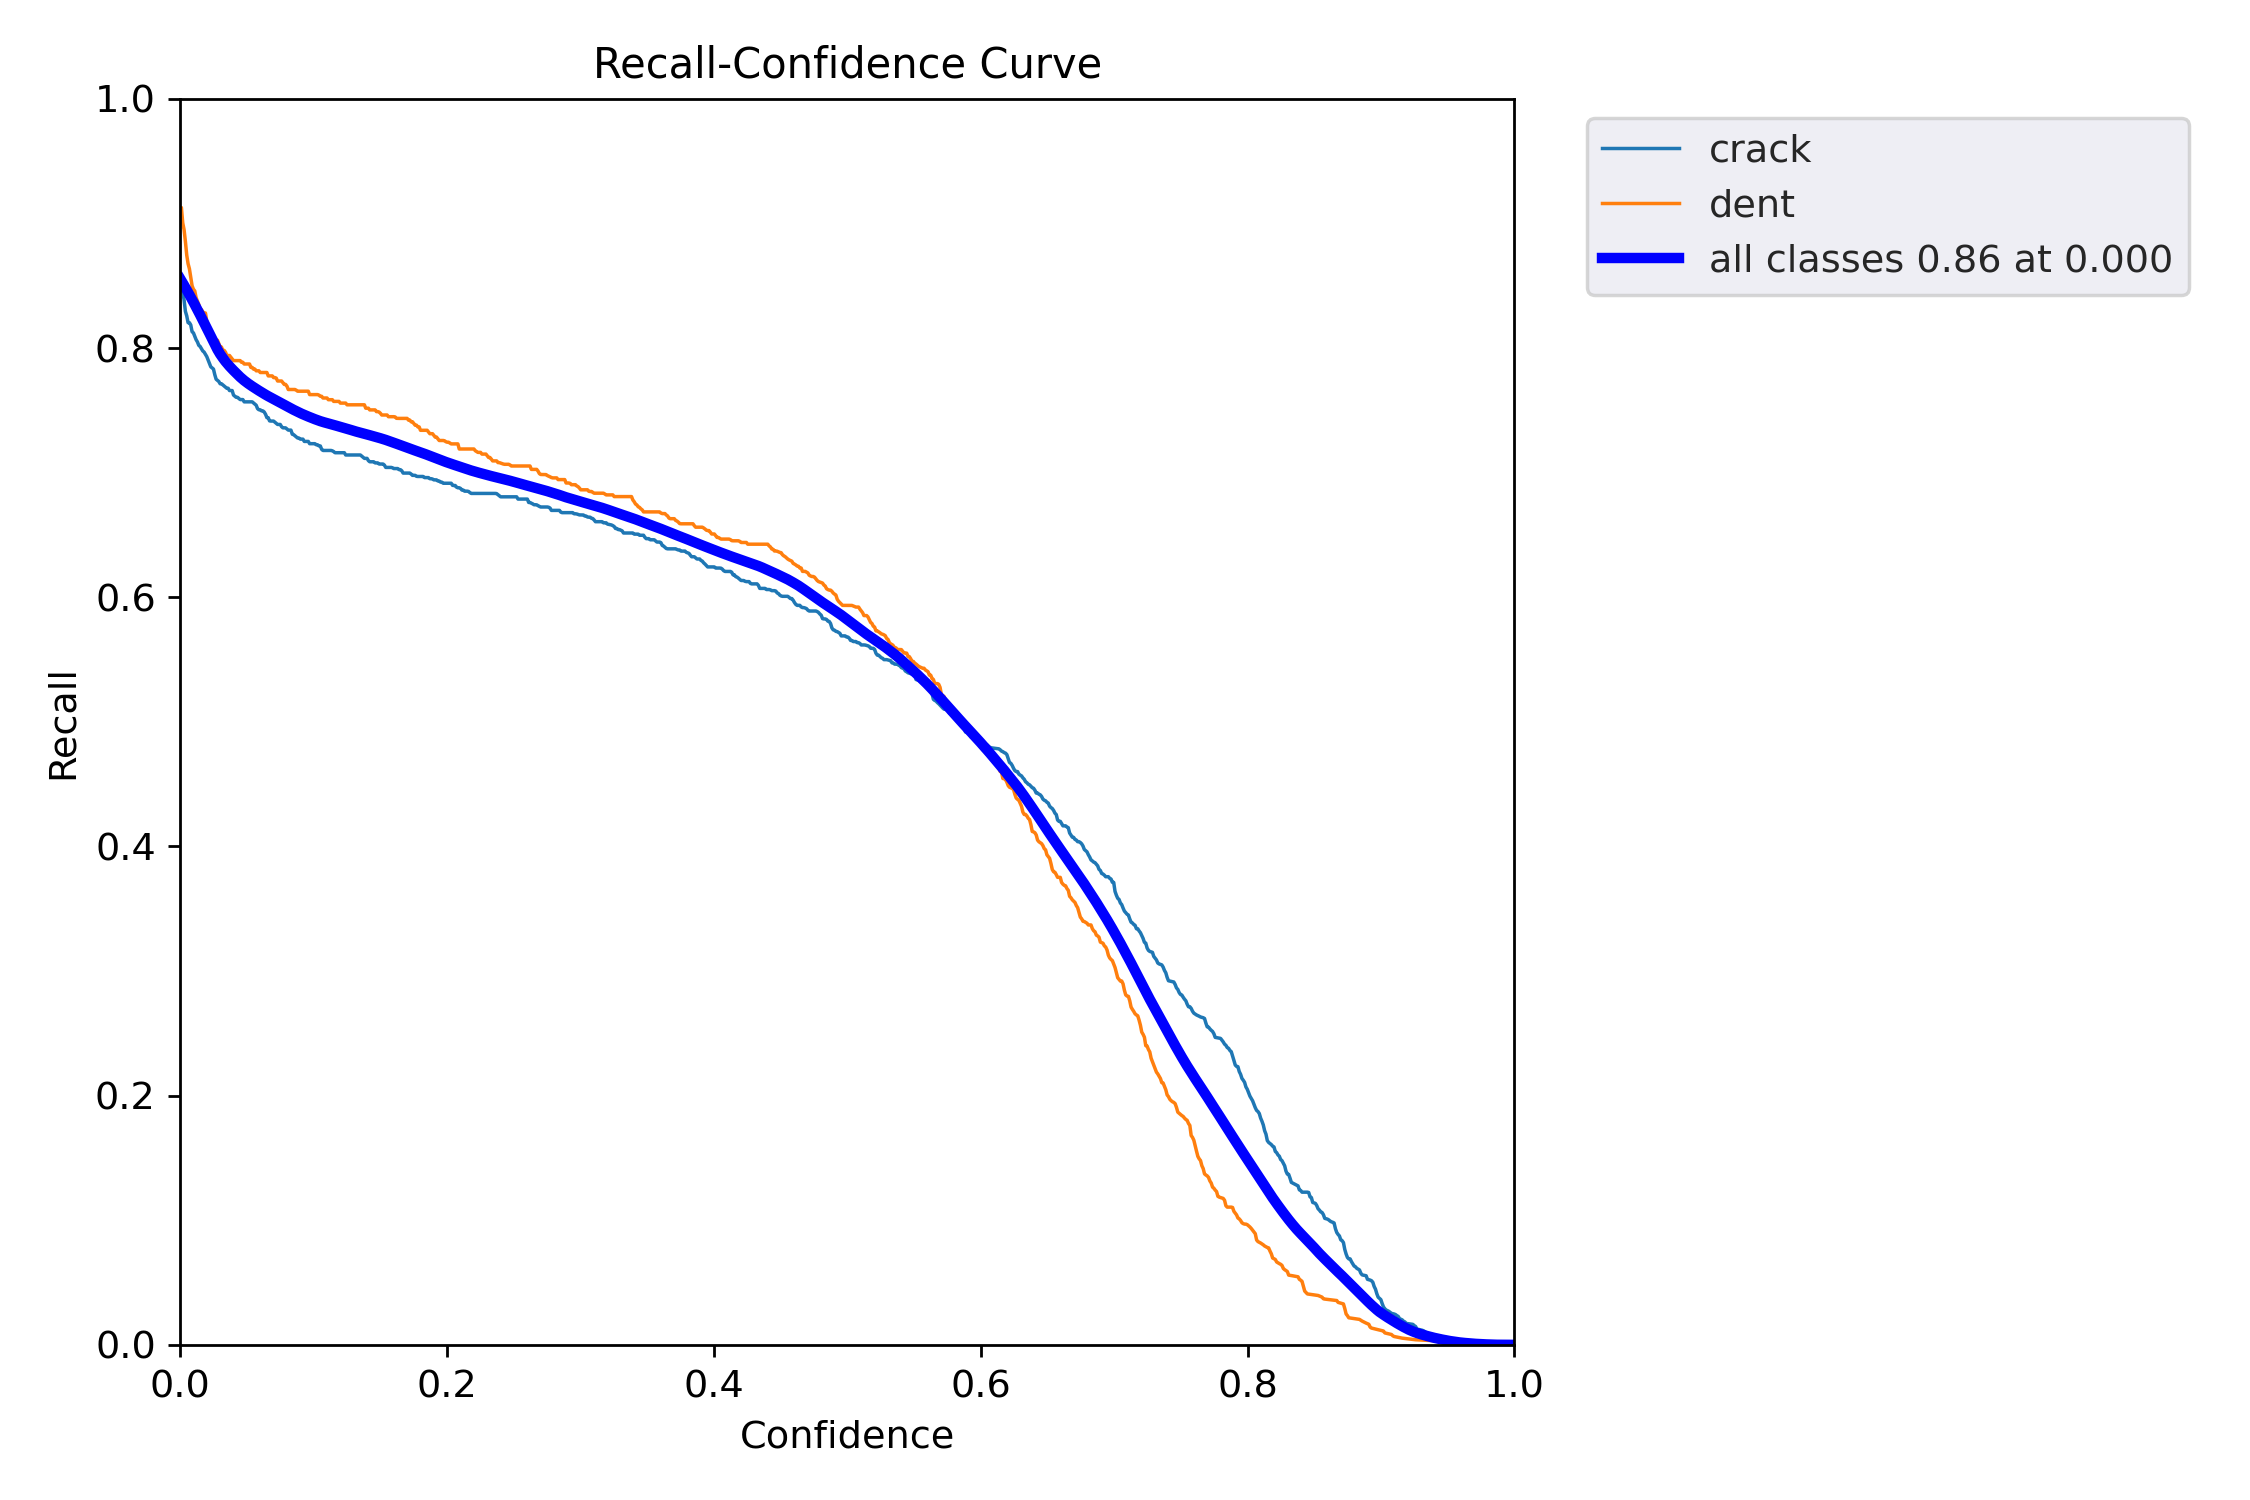 Recall-Confidence Curve
1.0
0.8
0.6
0.4
0.2
0.0
Recall
0.0 0.2 0.4 0.6 0.8 1.0
Confidence
crack
dent
all classes 0.86 at 0.000